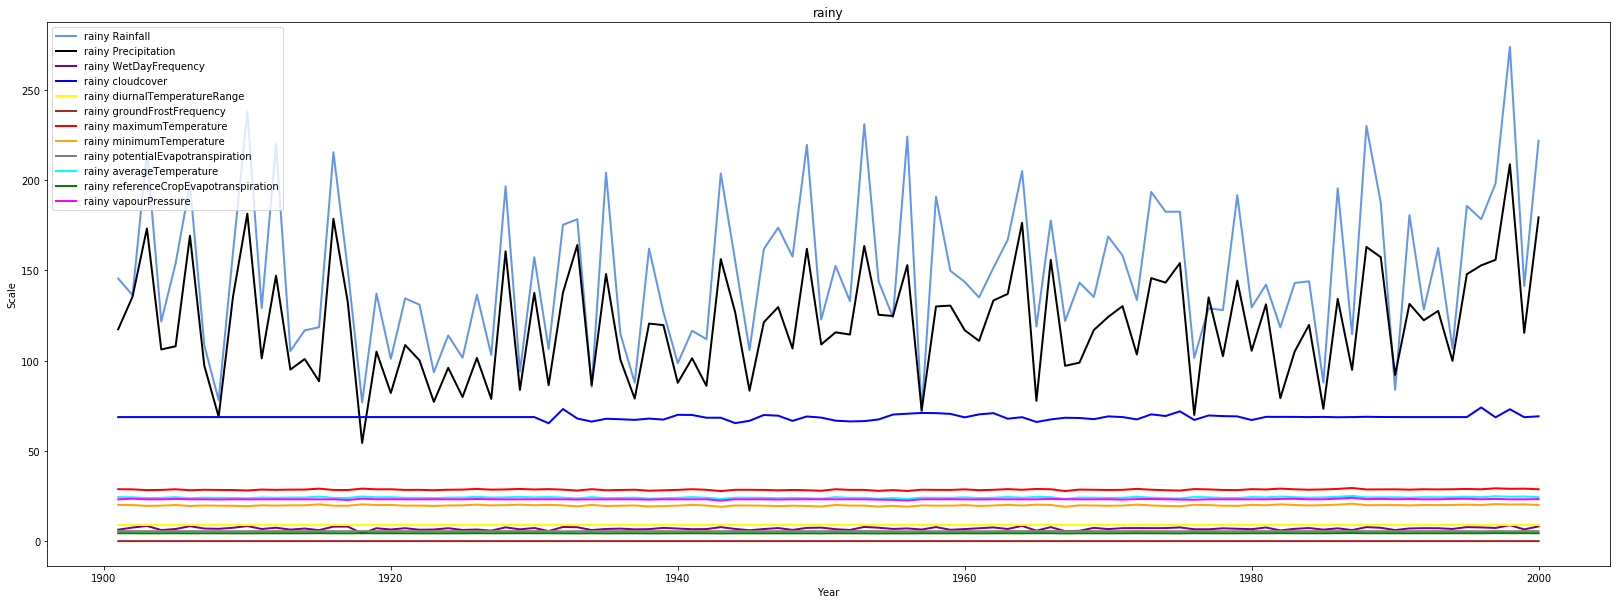 rainy
rainy Rainfall
rainy Precipitation
rainy WetDayFrequency
rainy cloudcover
rainy diurnalTemperatureRange
rainy groundFrostFrequency
rainy maximumTemperature
rainy minimumTemperature
rainy potentialEvapotranspiration
rainy averageTemperature
rainy referenceCropEvapotranspiration
rainy vapourPressure
250
200
150
100
50
0
Scale
1900 1920 1940 1960 1980 2000
Year